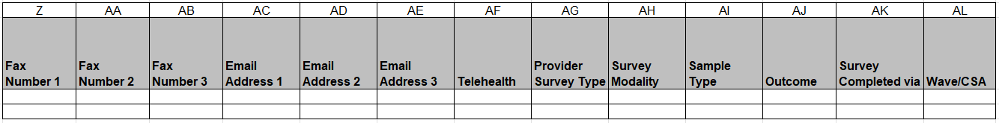 Z AA AB AC AD AE AF AG AH AI AJ AK AL
Fax Fax Fax Email Email Email Provider Survey Sample Survey
Number 1 Number 2 Number 3 Address 1 Address 2 Address 3 Telehealth Survey Type Modality Type Outcome Completed via Wave/CSA